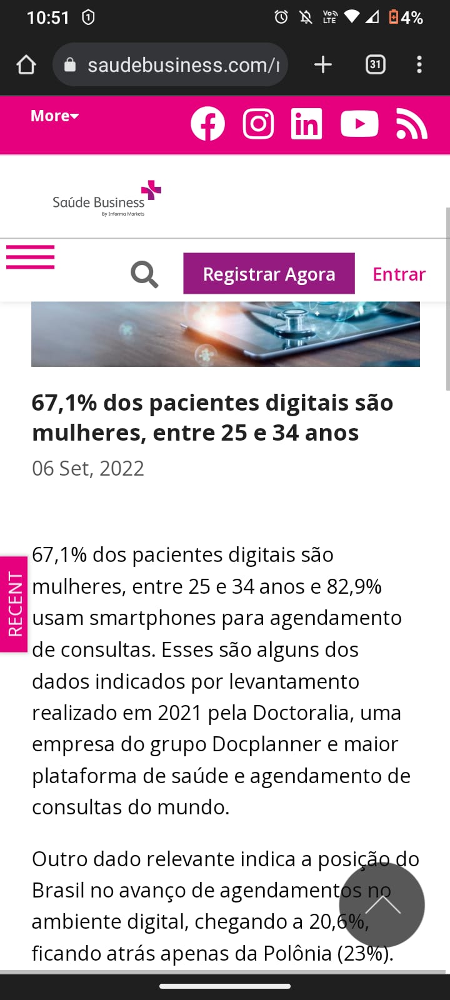 10:51
Vo
LTE
4%
saudebusiness.com/
31
More
in
Saúde Business
By Informa Markets
Registrar Agora
Entrar
67,1% dos pacientes digitais são
mulheres, entre 25 e 34 anos
06 Set, 2022
67,1% dos pacientes digitais são
mulheres, entre 25 e 34 anos e 82,9%
RECENT
usam smartphones para agendamento
de consultas. Esses são alguns dos
dados indicados por levantamento
realizado em 2021 pela Doctoralia, uma
empresa do grupo Docplanner e maior
plataforma de saúde e agendamento de
consultas do mundo.
Outro dado relevante indica a posição do
Brasil no avanço de agendamentos no
ambiente digital, chegando a 20,6%,
ficando atrás apenas da Polônia (23%).